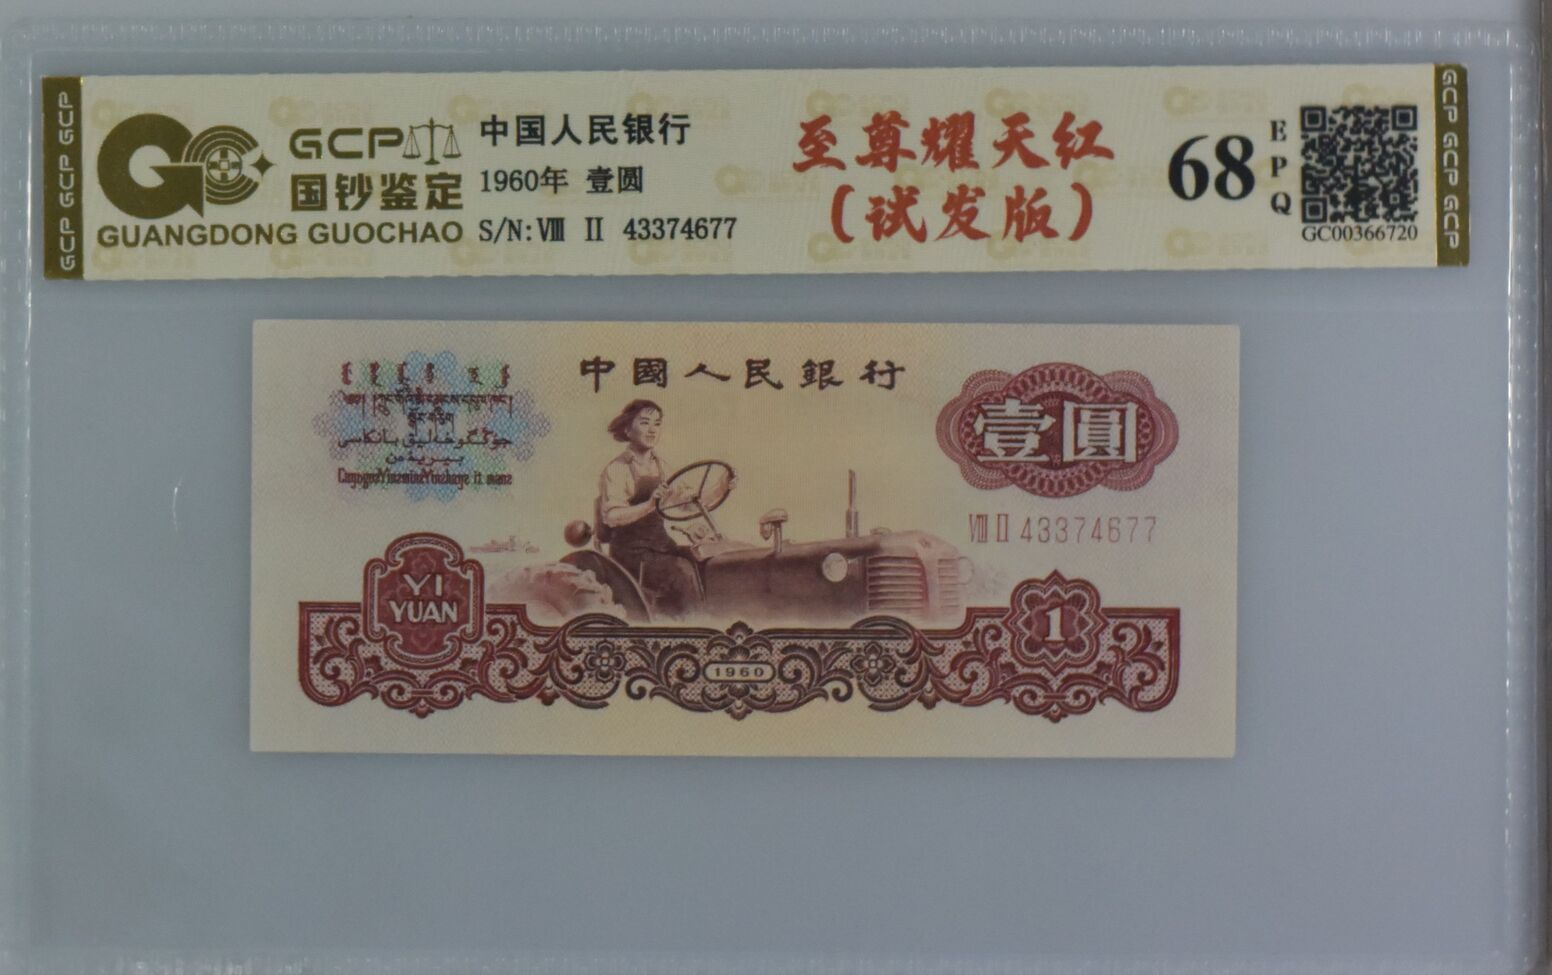 GCP GCP GCP
GCP
国钞鉴定
GUANGDONG GUOCHAO
中国人民银行
1960年 壹圆
S/N: Ⅷ Ⅱ 43374677
至尊耀天红
(试发版)
68
EPQ
GC00366720
GCP GCP GCP
中國人民銀行
壹圓
Ⅷ Ⅱ 43374677
YI
YUAN
1960
1